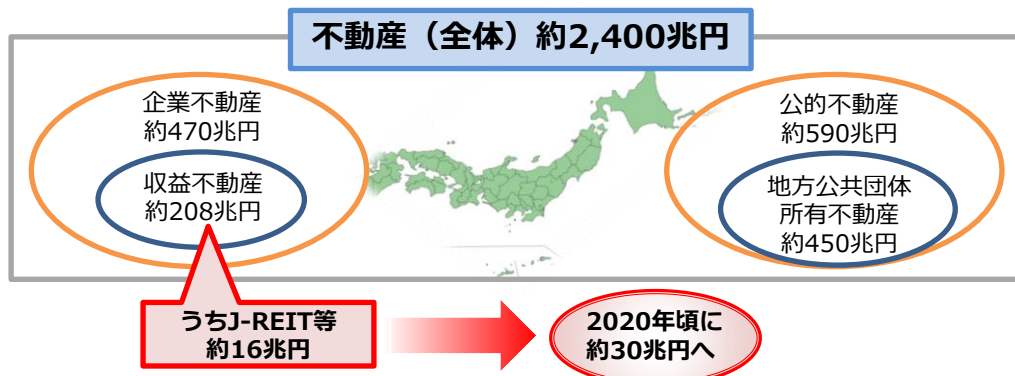 不動産（全体）約2,400兆円
企業不動産
約470兆円
収益不動産
約208兆円
公的不動産
約590兆円
地方公共団体
所有不動産
約450兆円
うちJ-REIT等
約16兆円
2020年頃に
約30兆円へ